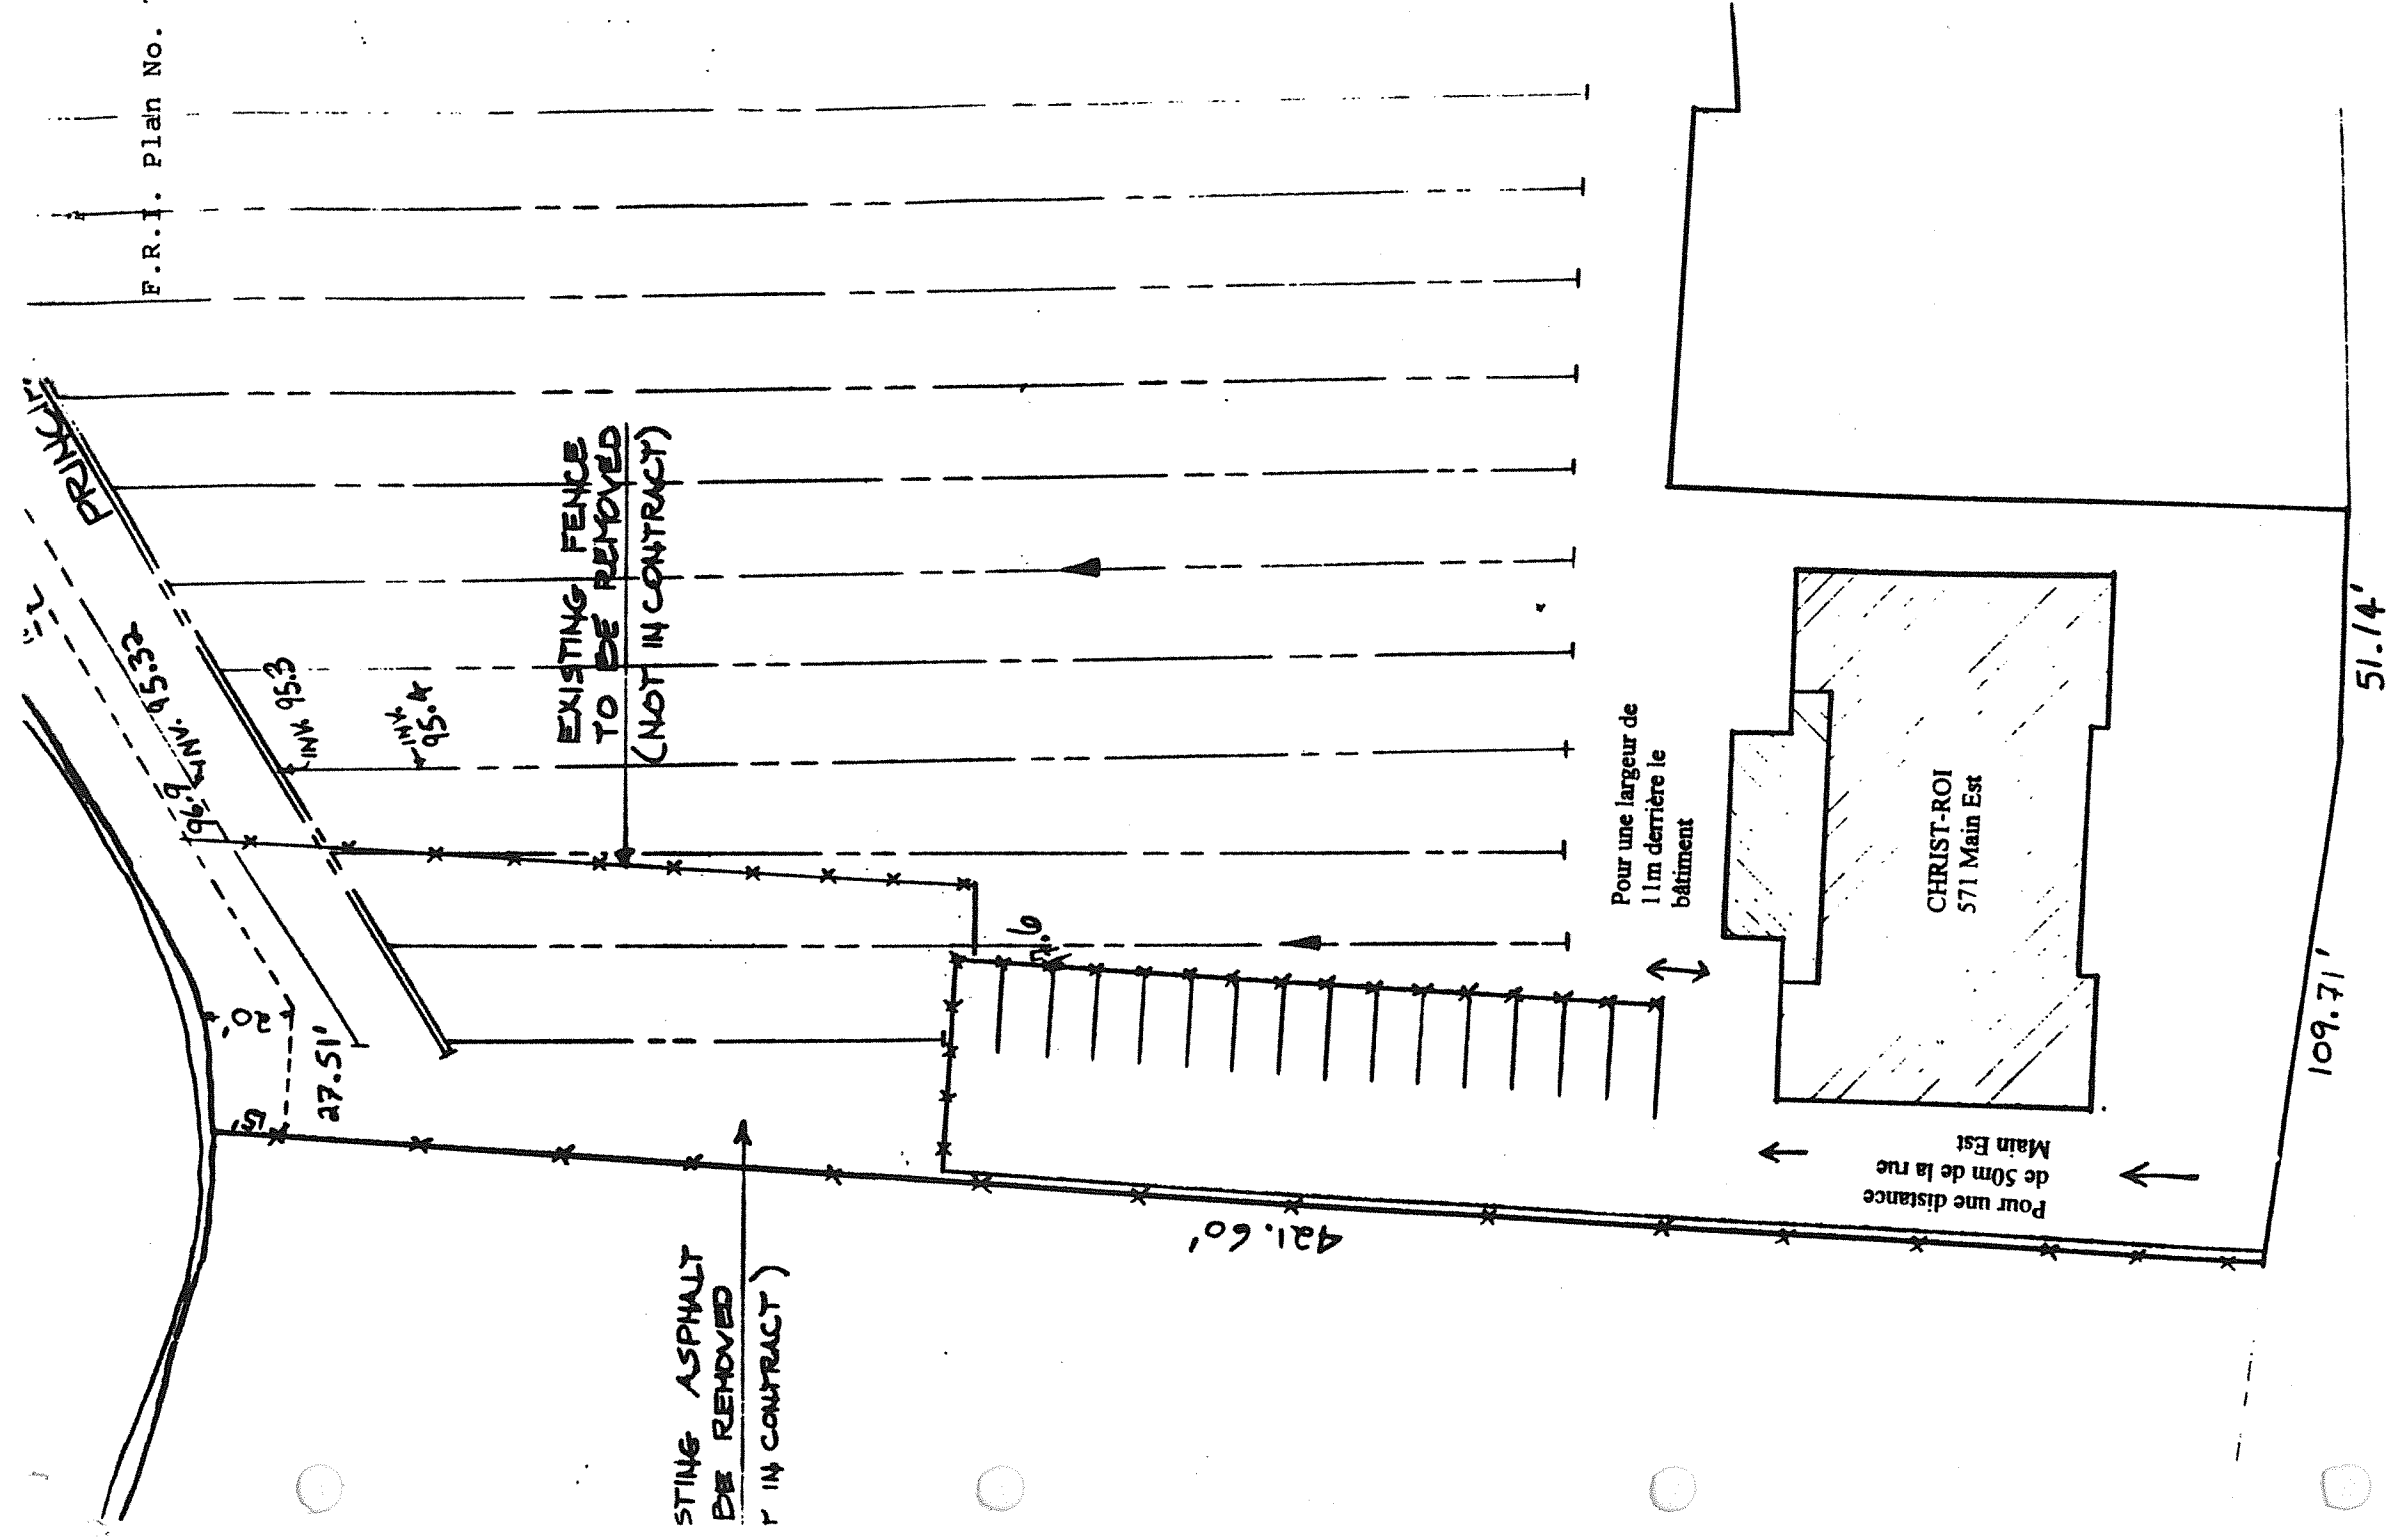 F.R.I. Plan No.
INV. 95.32
96.9
INV. 95.3
INV.
95.4
EXISTING FENCE
TO BE REMOVED
(NOT IN CONTRACT)
20'
15'
27.51'
STING ASPHALT
BE REMOVED
T IN CONTRACT)
421.60'
Pour une largeur de
11m derrière le
bâtiment
CHRIST-ROI
571 Main Est
Pour une distance
de 50m de la rue
Main Est
109.71'
51.14'